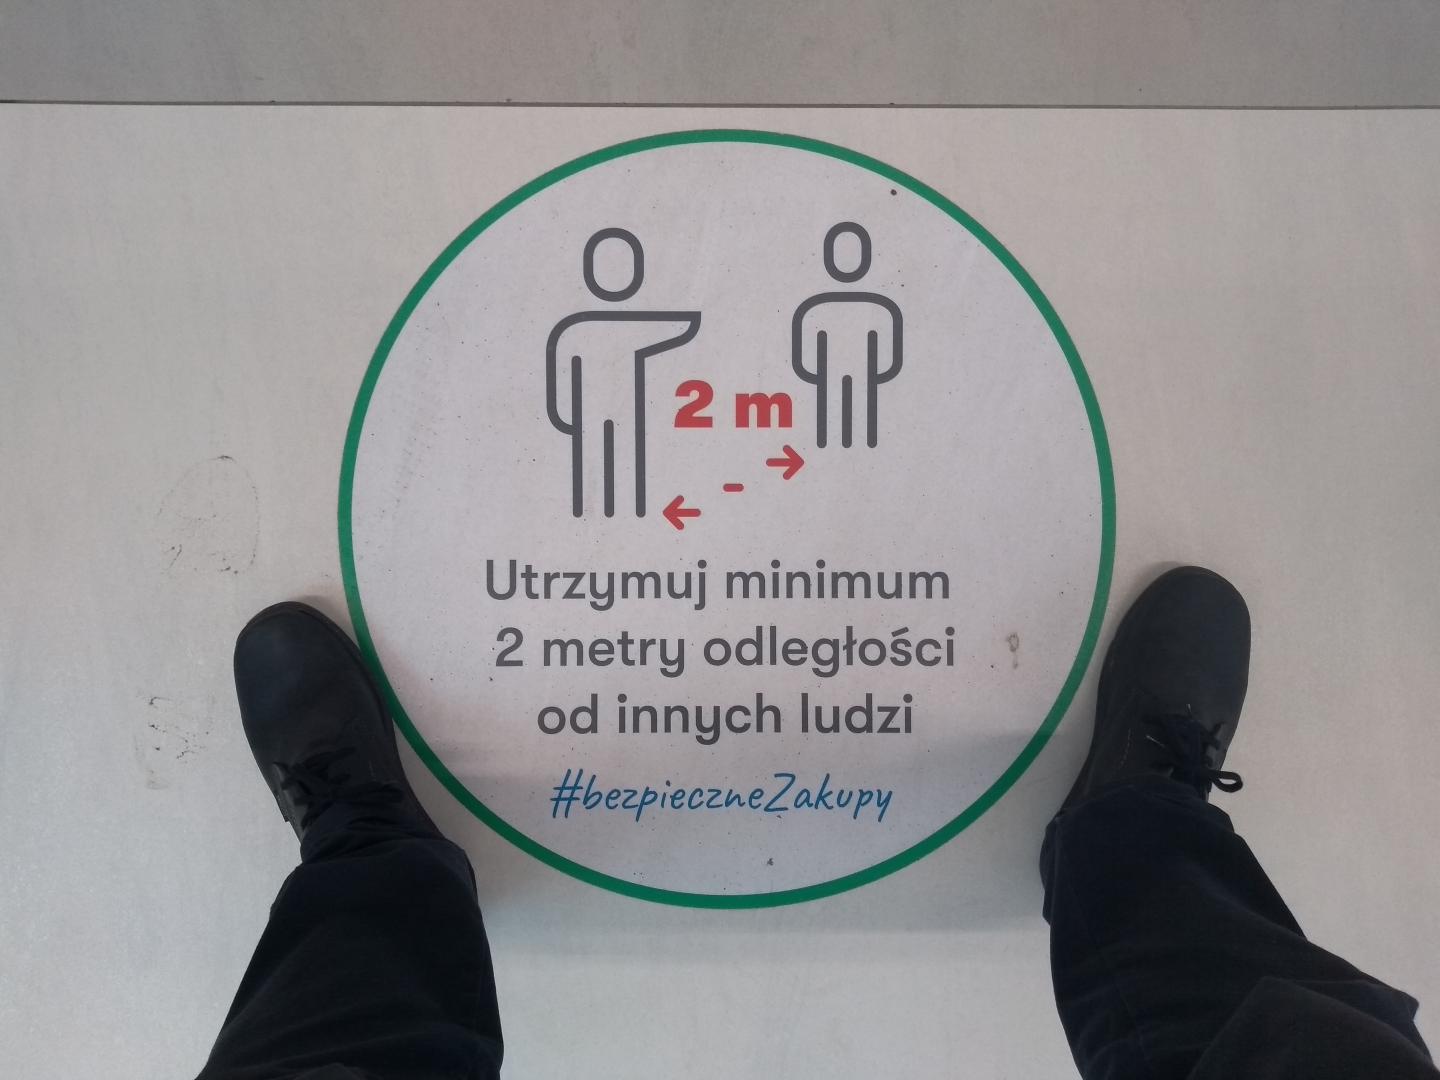 2 m
Utrzymuj minimum
2 metry odległości
od innych ludzi
#bezpieczneZakupy